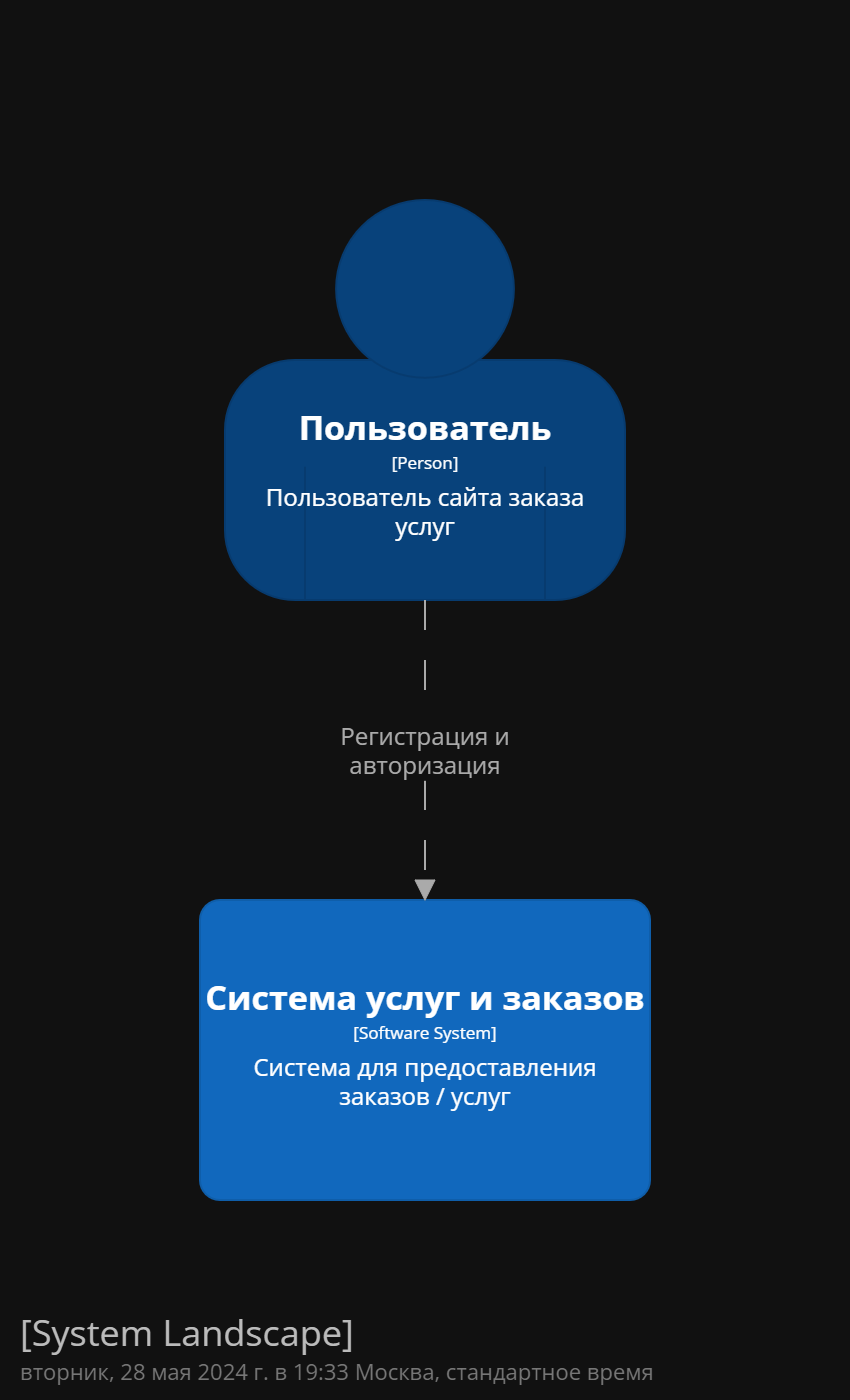 Пользователь
[Person]
Пользователь сайта заказа
услуг
Регистрация и
авторизация
Система услуг и заказов
[Software System]
Система для предоставления
заказов / услуг
[System Landscape]
вторник, 28 мая 2024 г. в 19:33 Москва, стандартное время